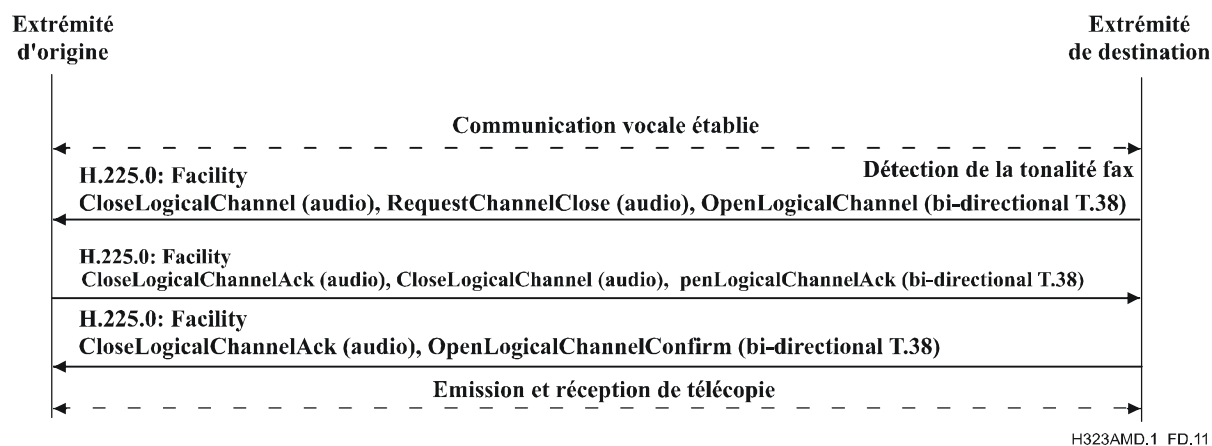 Extrémité
d'origine
Extrémité
de destination
Communication vocale établie
Détection de la tonalité fax
H.225.0: Facility
CloseLogicalChannel (audio), RequestChannelClose (audio), OpenLogicalChannel (bi-directional T.38)
H.225.0: Facility
CloseLogicalChannelAck (audio), CloseLogicalChannel (audio), penLogicalChannelAck (bi-directional T.38)
H.225.0: Facility
CloseLogicalChannelAck (audio), OpenLogicalChannelConfirm (bi-directional T.38)
Emission et réception de télécopie
H323AMD.1_FD.11